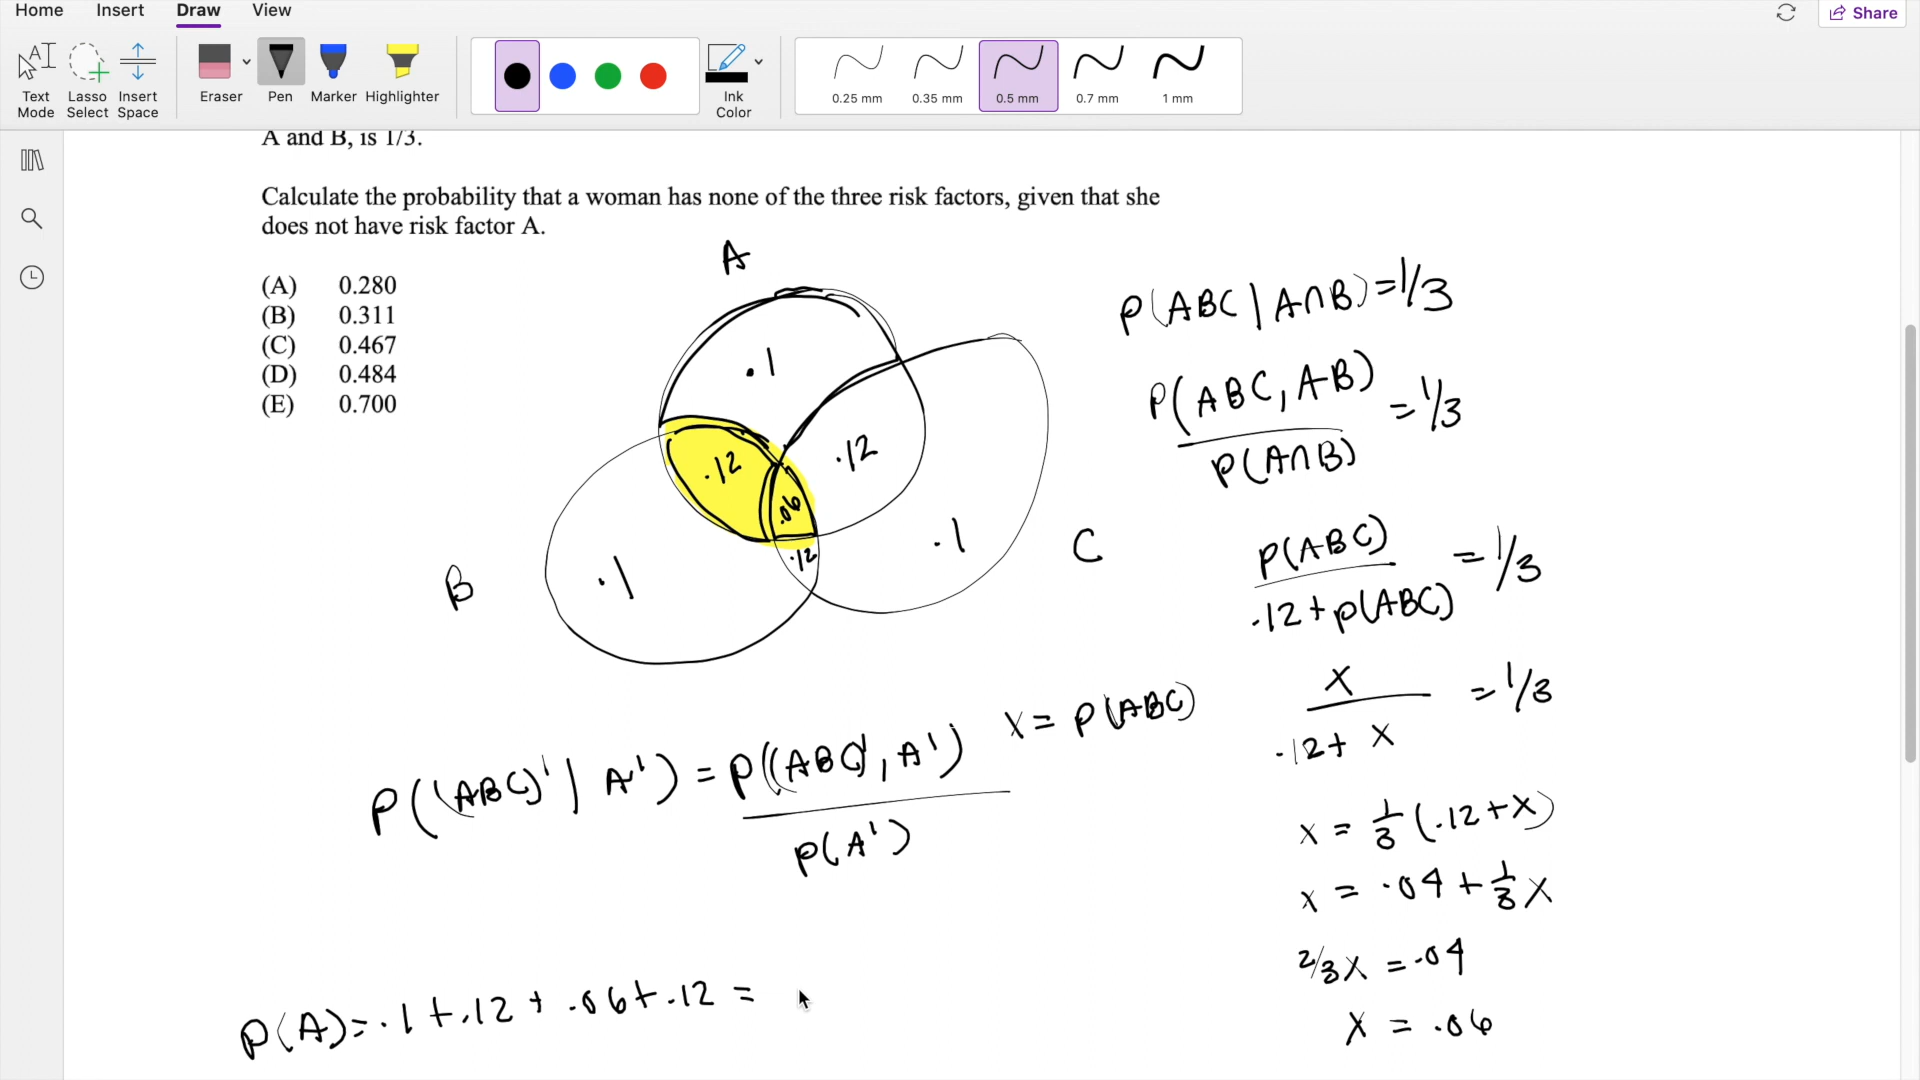 Home Insert Draw View Share
Text Mode Lasso Select Insert Space Eraser Pen Marker Highlighter Ink Color 0.25 mm 0.35 mm 0.5 mm 0.7 mm 1 mm
A and B, is 1/3.
Calculate the probability that a woman has none of the three risk factors, given that she
does not have risk factor A.
(A) 0.280
(B) 0.311
(C) 0.467
(D) 0.484
(E) 0.700
A
.1
.12
.12
.06
.12
.1
.1
B
C
P(ABC | A∩B) = 1/3
P(ABC, AB)
= 1/3
P(A∩B)
P(ABC)
= 1/3
.12 + P(ABC)
x
= 1/3
.12 + x
x = P(ABC)
x = 1/3 (.12 + x)
x = .04 + 1/3 x
2/3 x = .04
x = .06
P((ABC)' | A') = P((ABC)', A')
P(A')
P(A) = .1 + .12 + .06 + .12 =